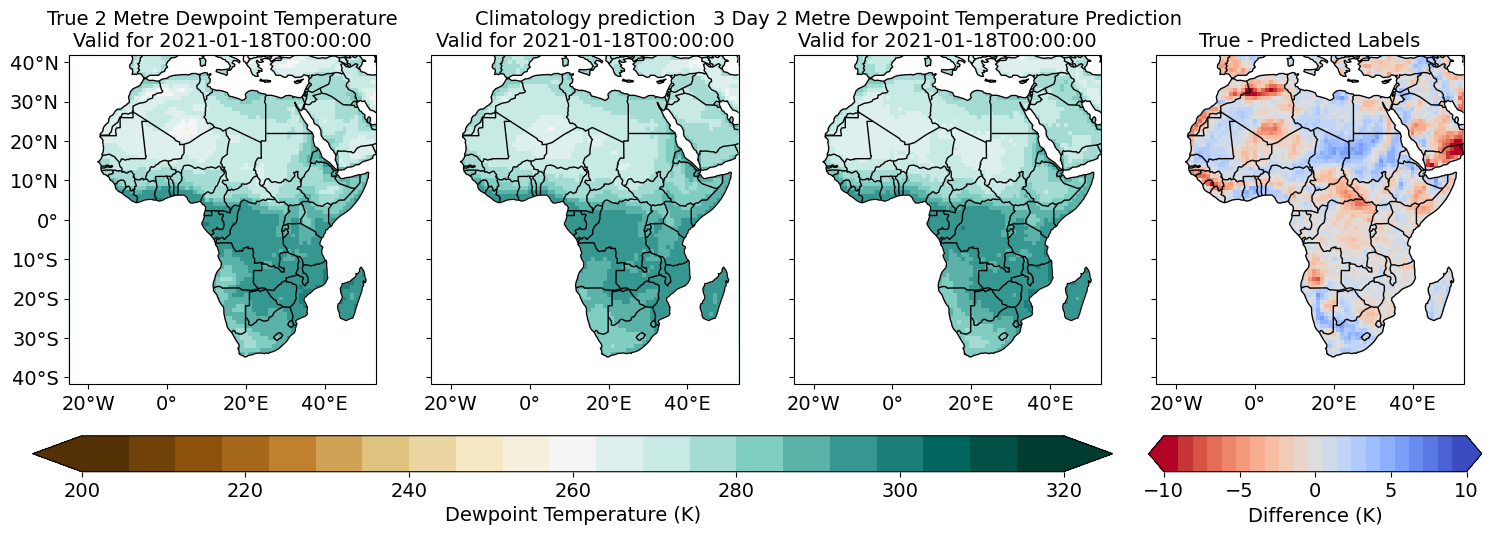 True 2 Metre Dewpoint Temperature
Valid for 2021-01-18T00:00:00
Climatology prediction
Valid for 2021-01-18T00:00:00
3 Day 2 Metre Dewpoint Temperature Prediction
Valid for 2021-01-18T00:00:00
True - Predicted Labels
40°N
30°N
20°N
10°N
0°
10°S
20°S
30°S
40°S
20°W 0° 20°E 40°E
20°W 0° 20°E 40°E
20°W 0° 20°E 40°E
20°W 0° 20°E 40°E
200 220 240 260 280 300 320
Dewpoint Temperature (K)
−10 −5 0 5 10
Difference (K)